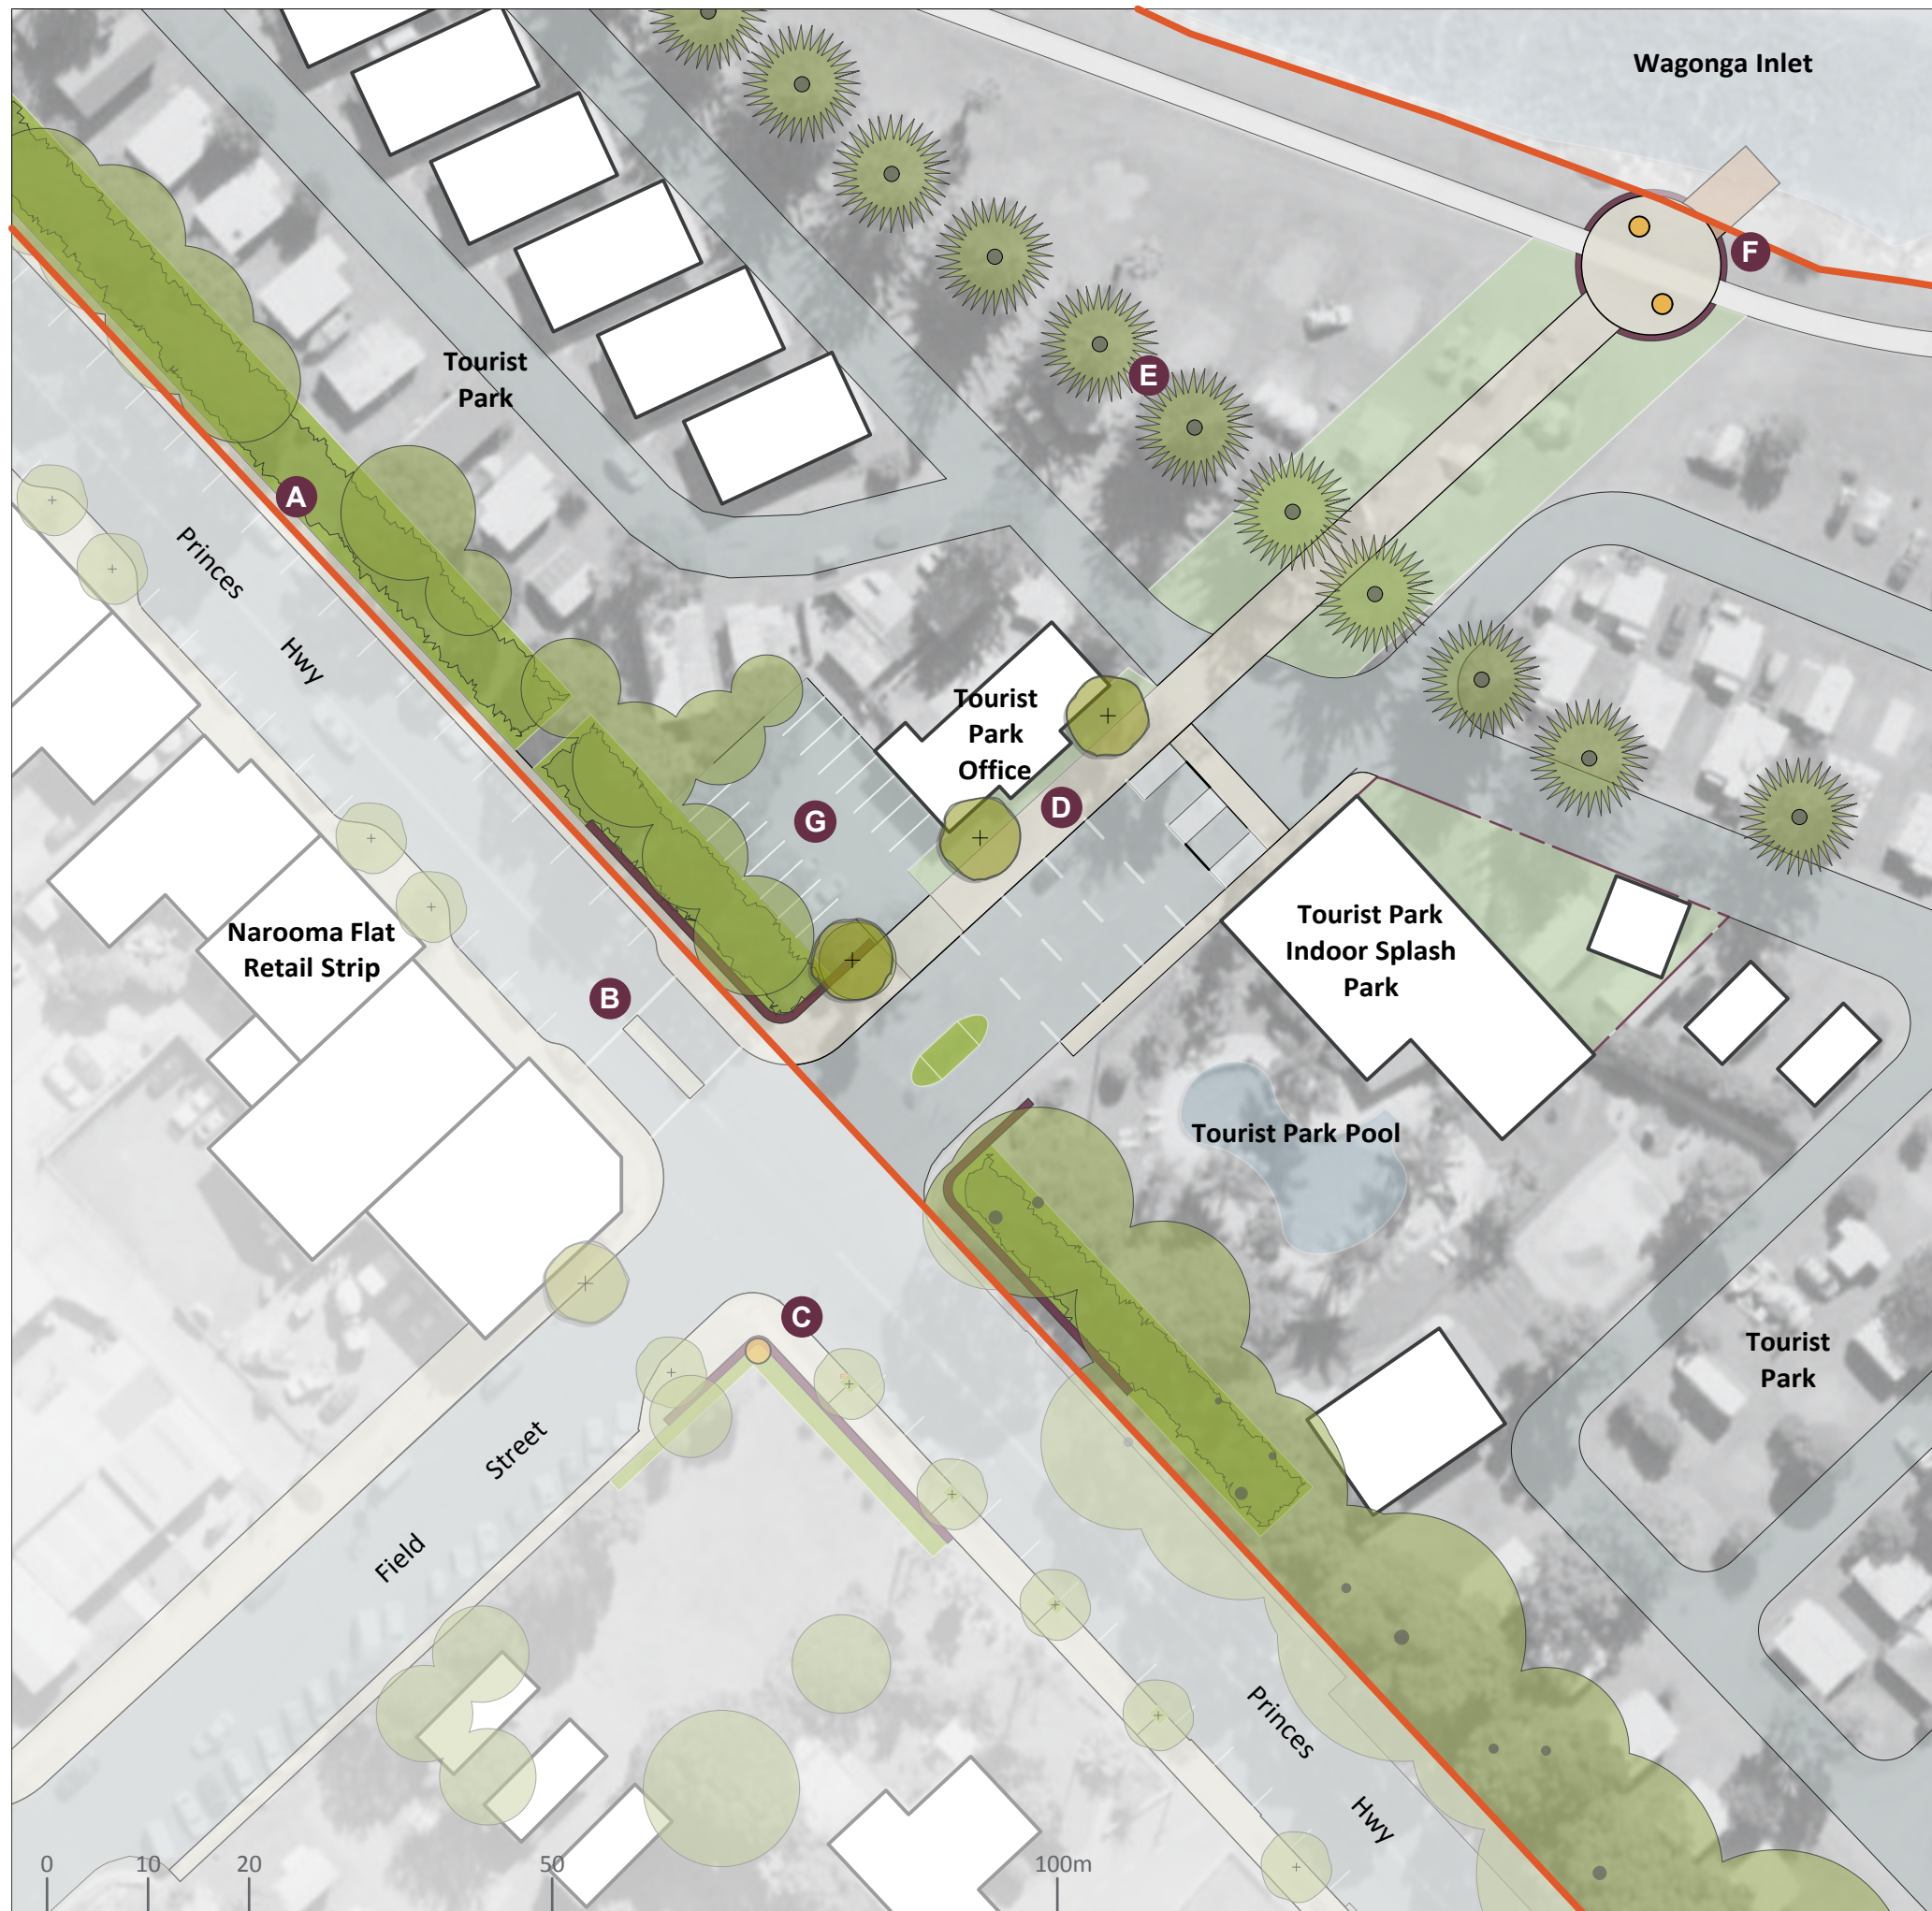 Wagonga Inlet
F
Tourist
Park
E
A
Princes
Hwy
Tourist
Park
Office
D
G
Narooma Flat
Retail Strip
Tourist Park
Indoor Splash
Park
B
Tourist Park Pool
C
Tourist
Park
Street
Field
Princes
Hwy
0 10 20 50 100m